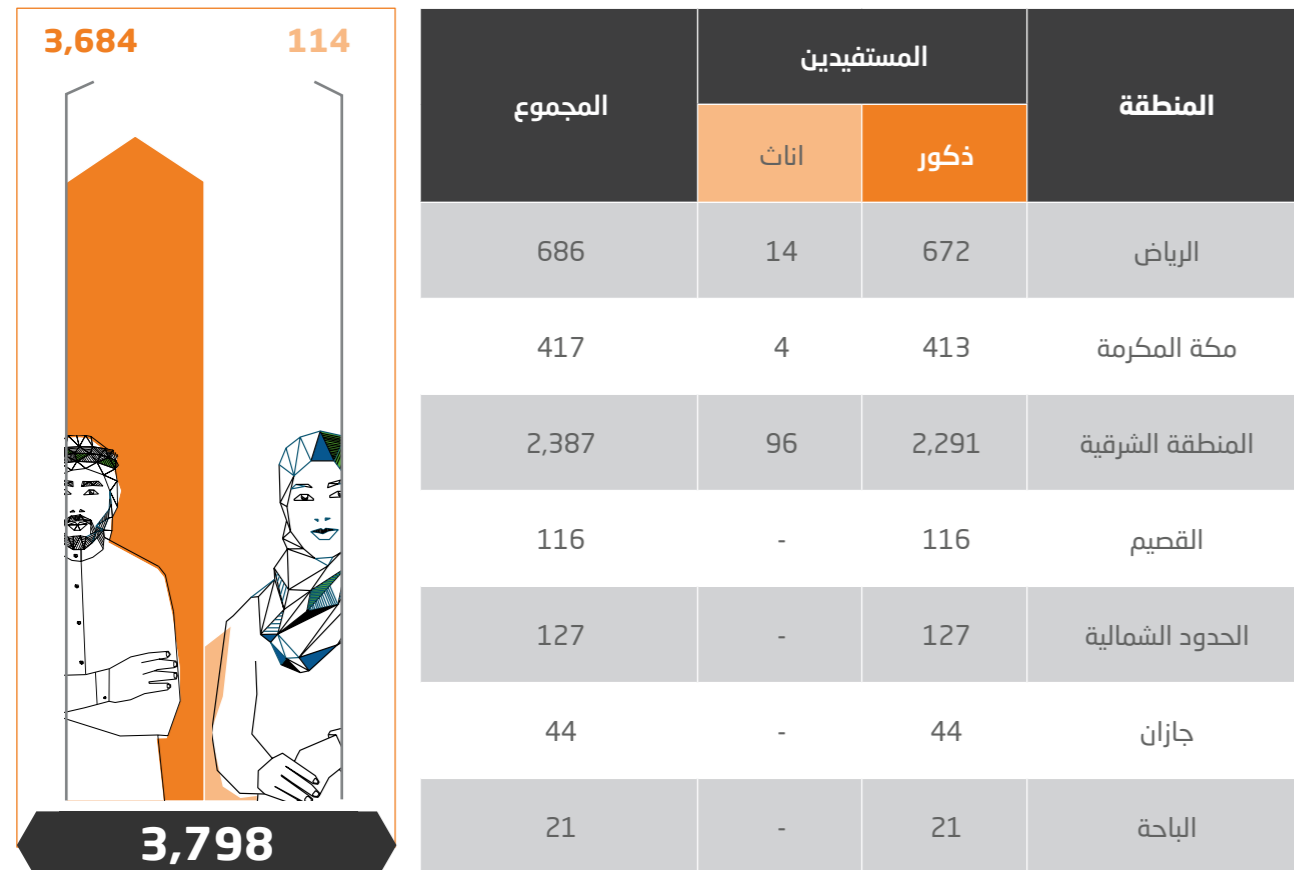 3,684
114
3,798
المنطقة المستفيدين المجموع
ذكور اناث
الرياض 672 14 686
مكة المكرمة 413 4 417
المنطقة الشرقية 2,291 96 2,387
القصيم 116 - 116
الحدود الشمالية 127 - 127
جازان 44 - 44
الباحة 21 - 21